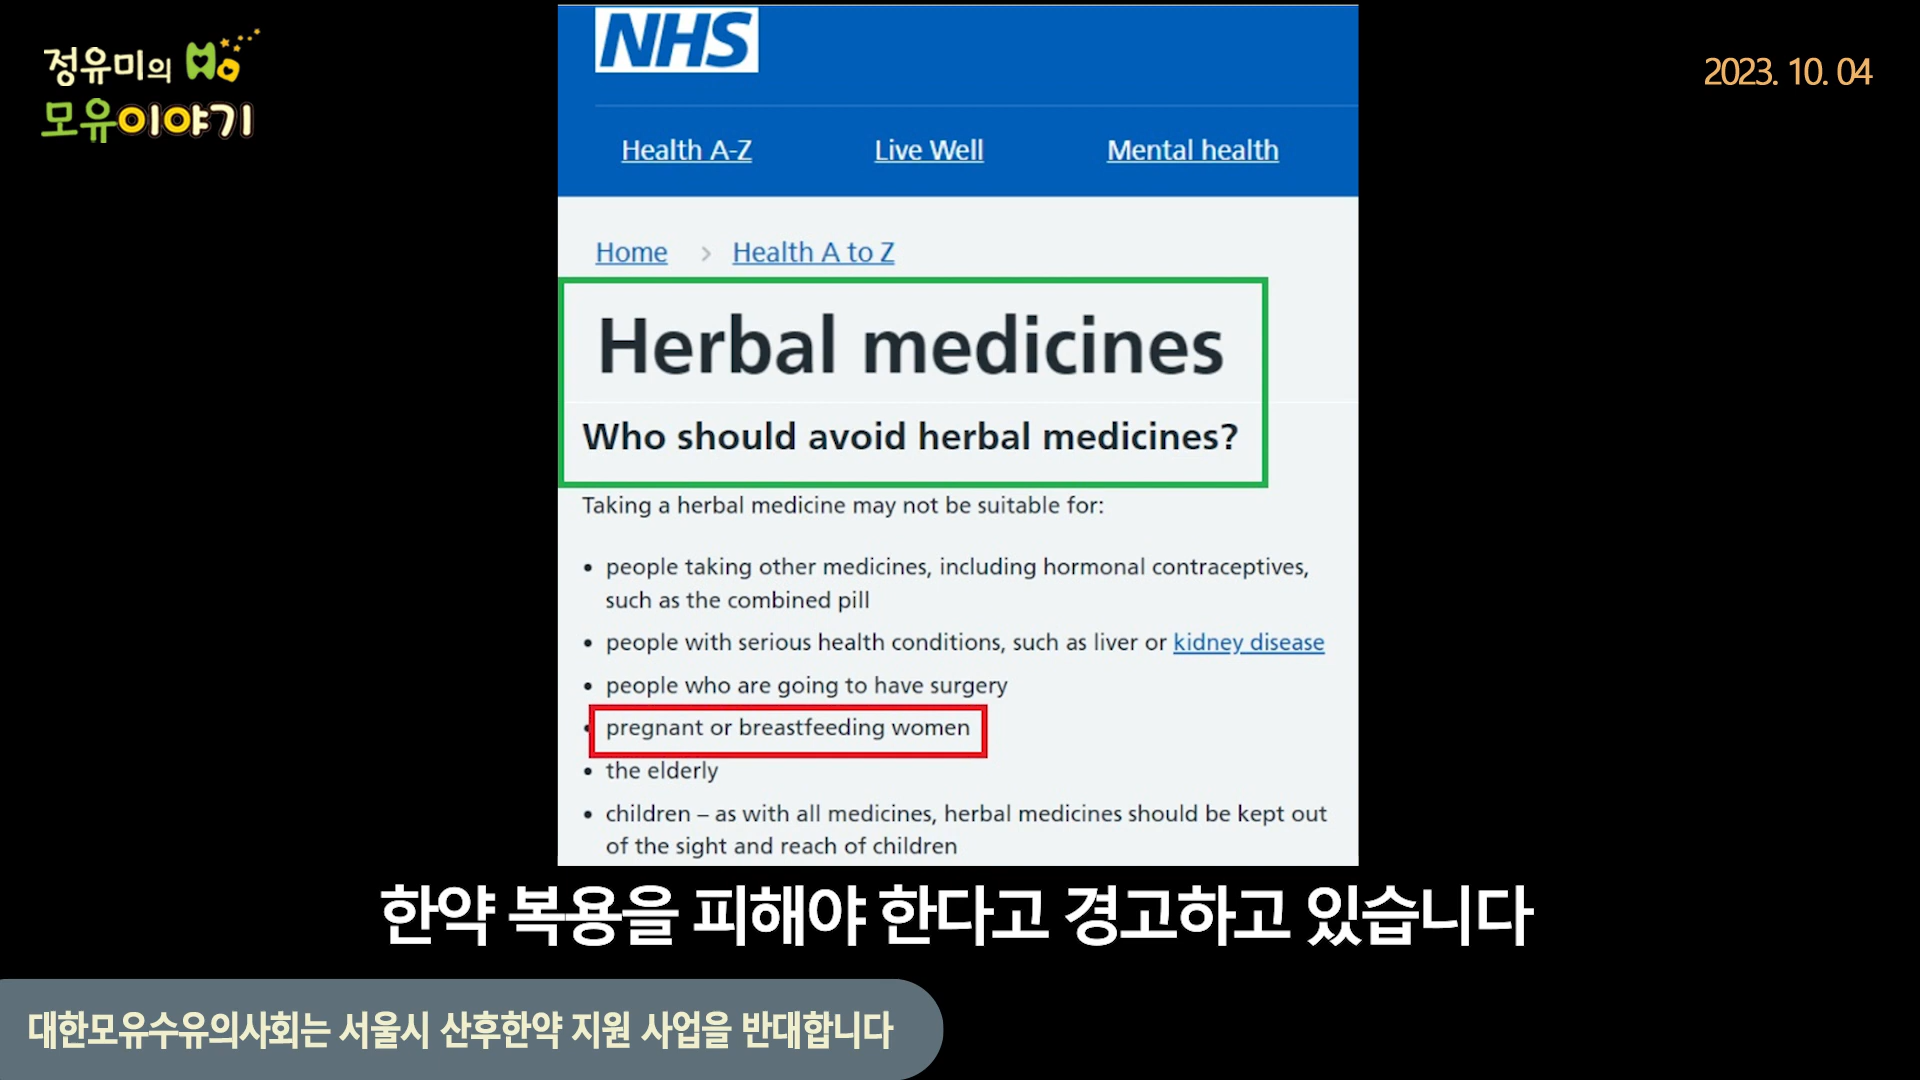 정유미의
모유이야기
2023. 10. 04
NHS
Health A-Z
Live Well
Mental health
Home > Health A to Z
Herbal medicines
Who should avoid herbal medicines?
Taking a herbal medicine may not be suitable for:
• people taking other medicines, including hormonal contraceptives,
such as the combined pill
• people with serious health conditions, such as liver or kidney disease
• people who are going to have surgery
• pregnant or breastfeeding women
• the elderly
• children – as with all medicines, herbal medicines should be kept out
of the sight and reach of children
한약 복용을 피해야 한다고 경고하고 있습니다
대한모유수유의사회는 서울시 산후한약 지원 사업을 반대합니다